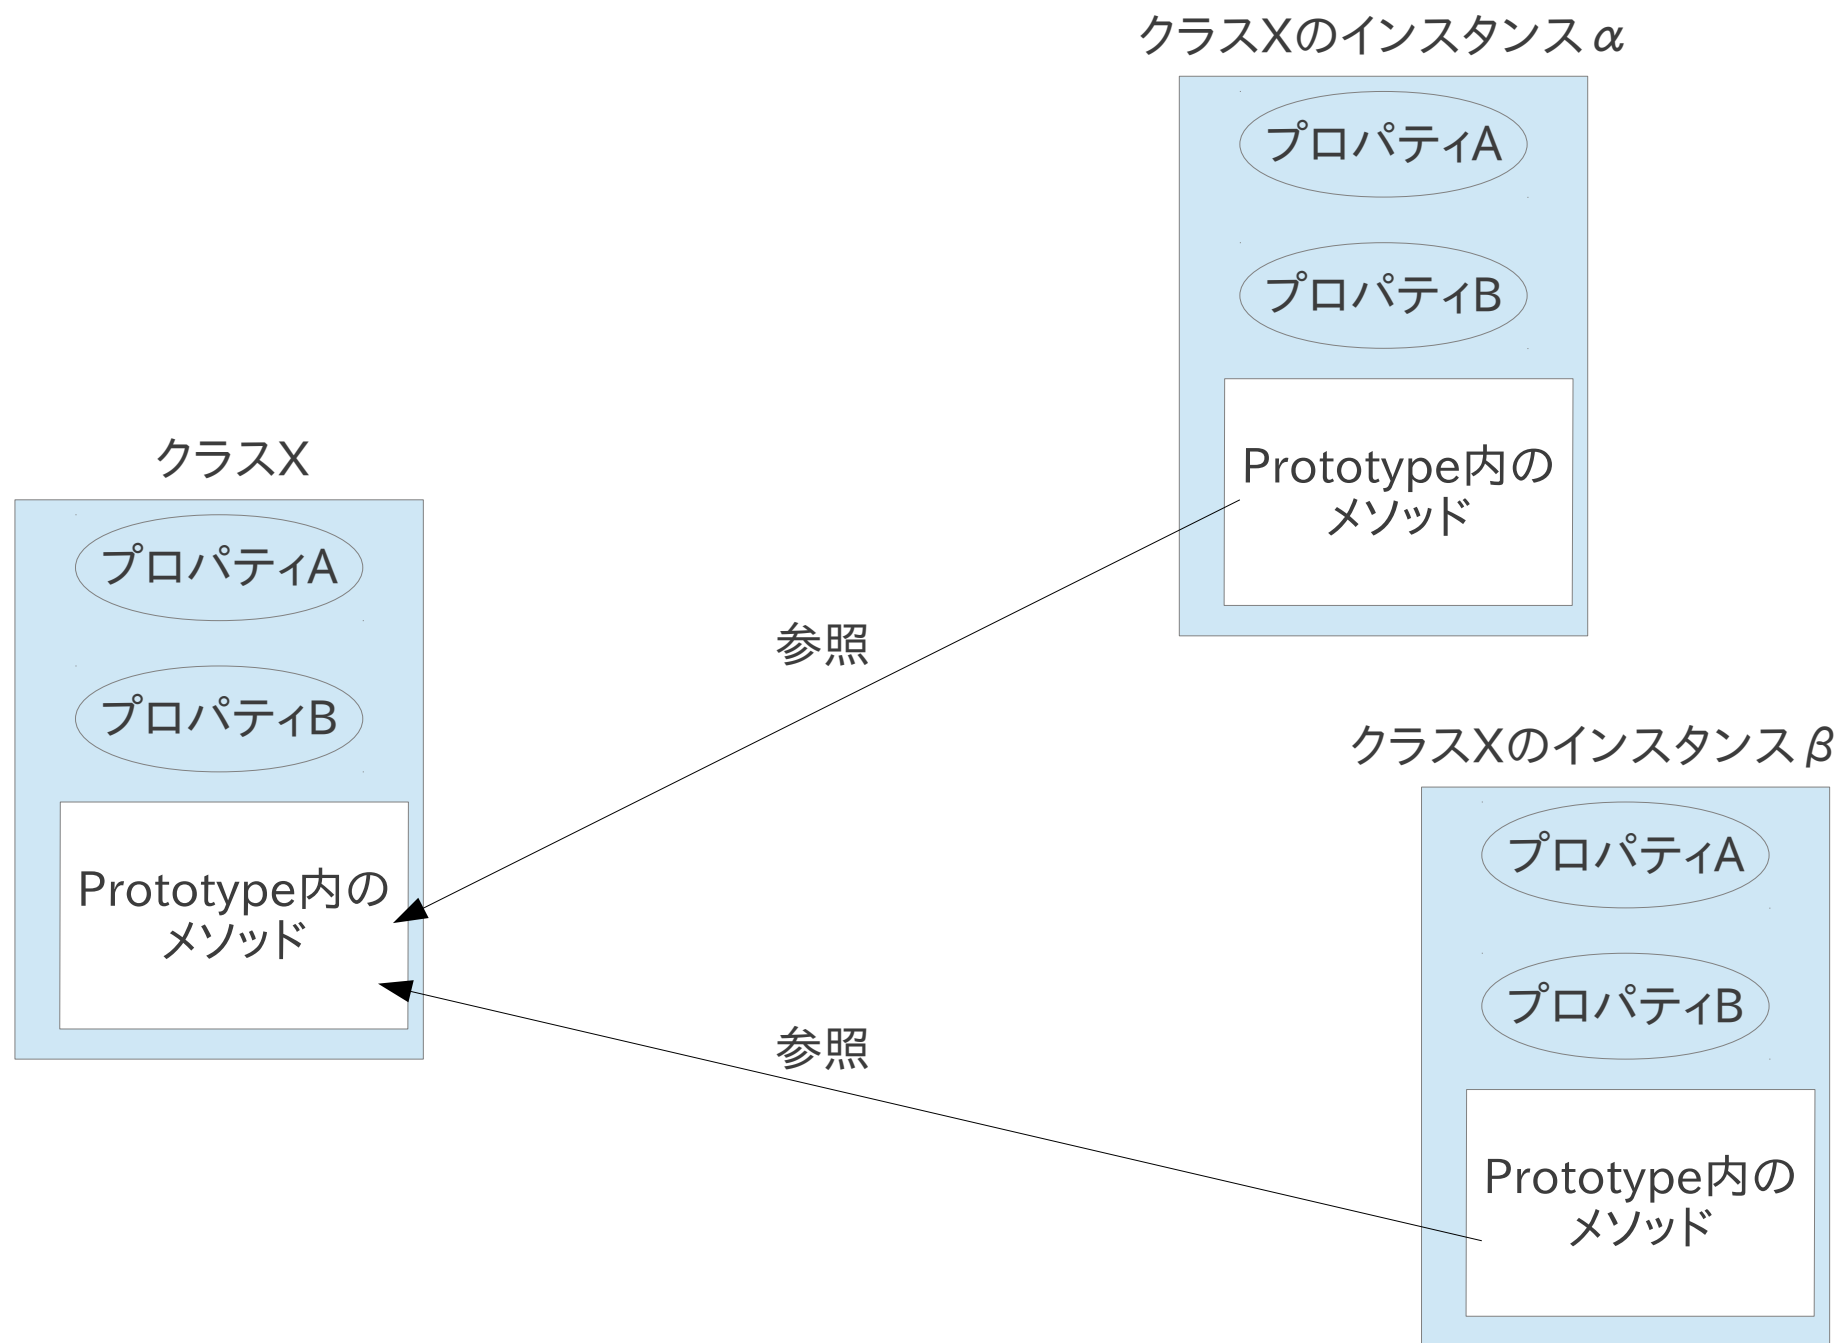 クラスXのインスタンスα
プロパティA
プロパティB
Prototype内の
メソッド
クラスX
プロパティA
プロパティB
Prototype内の
メソッド
参照
参照
クラスXのインスタンスβ
プロパティA
プロパティB
Prototype内の
メソッド